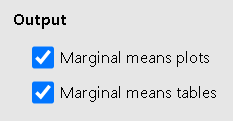 Output
Marginal means plots
Marginal means tables